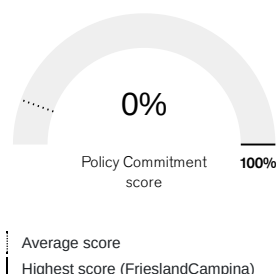 0%
Policy Commitment
score
100%
Average score
Highest score (FrieslandCampina)